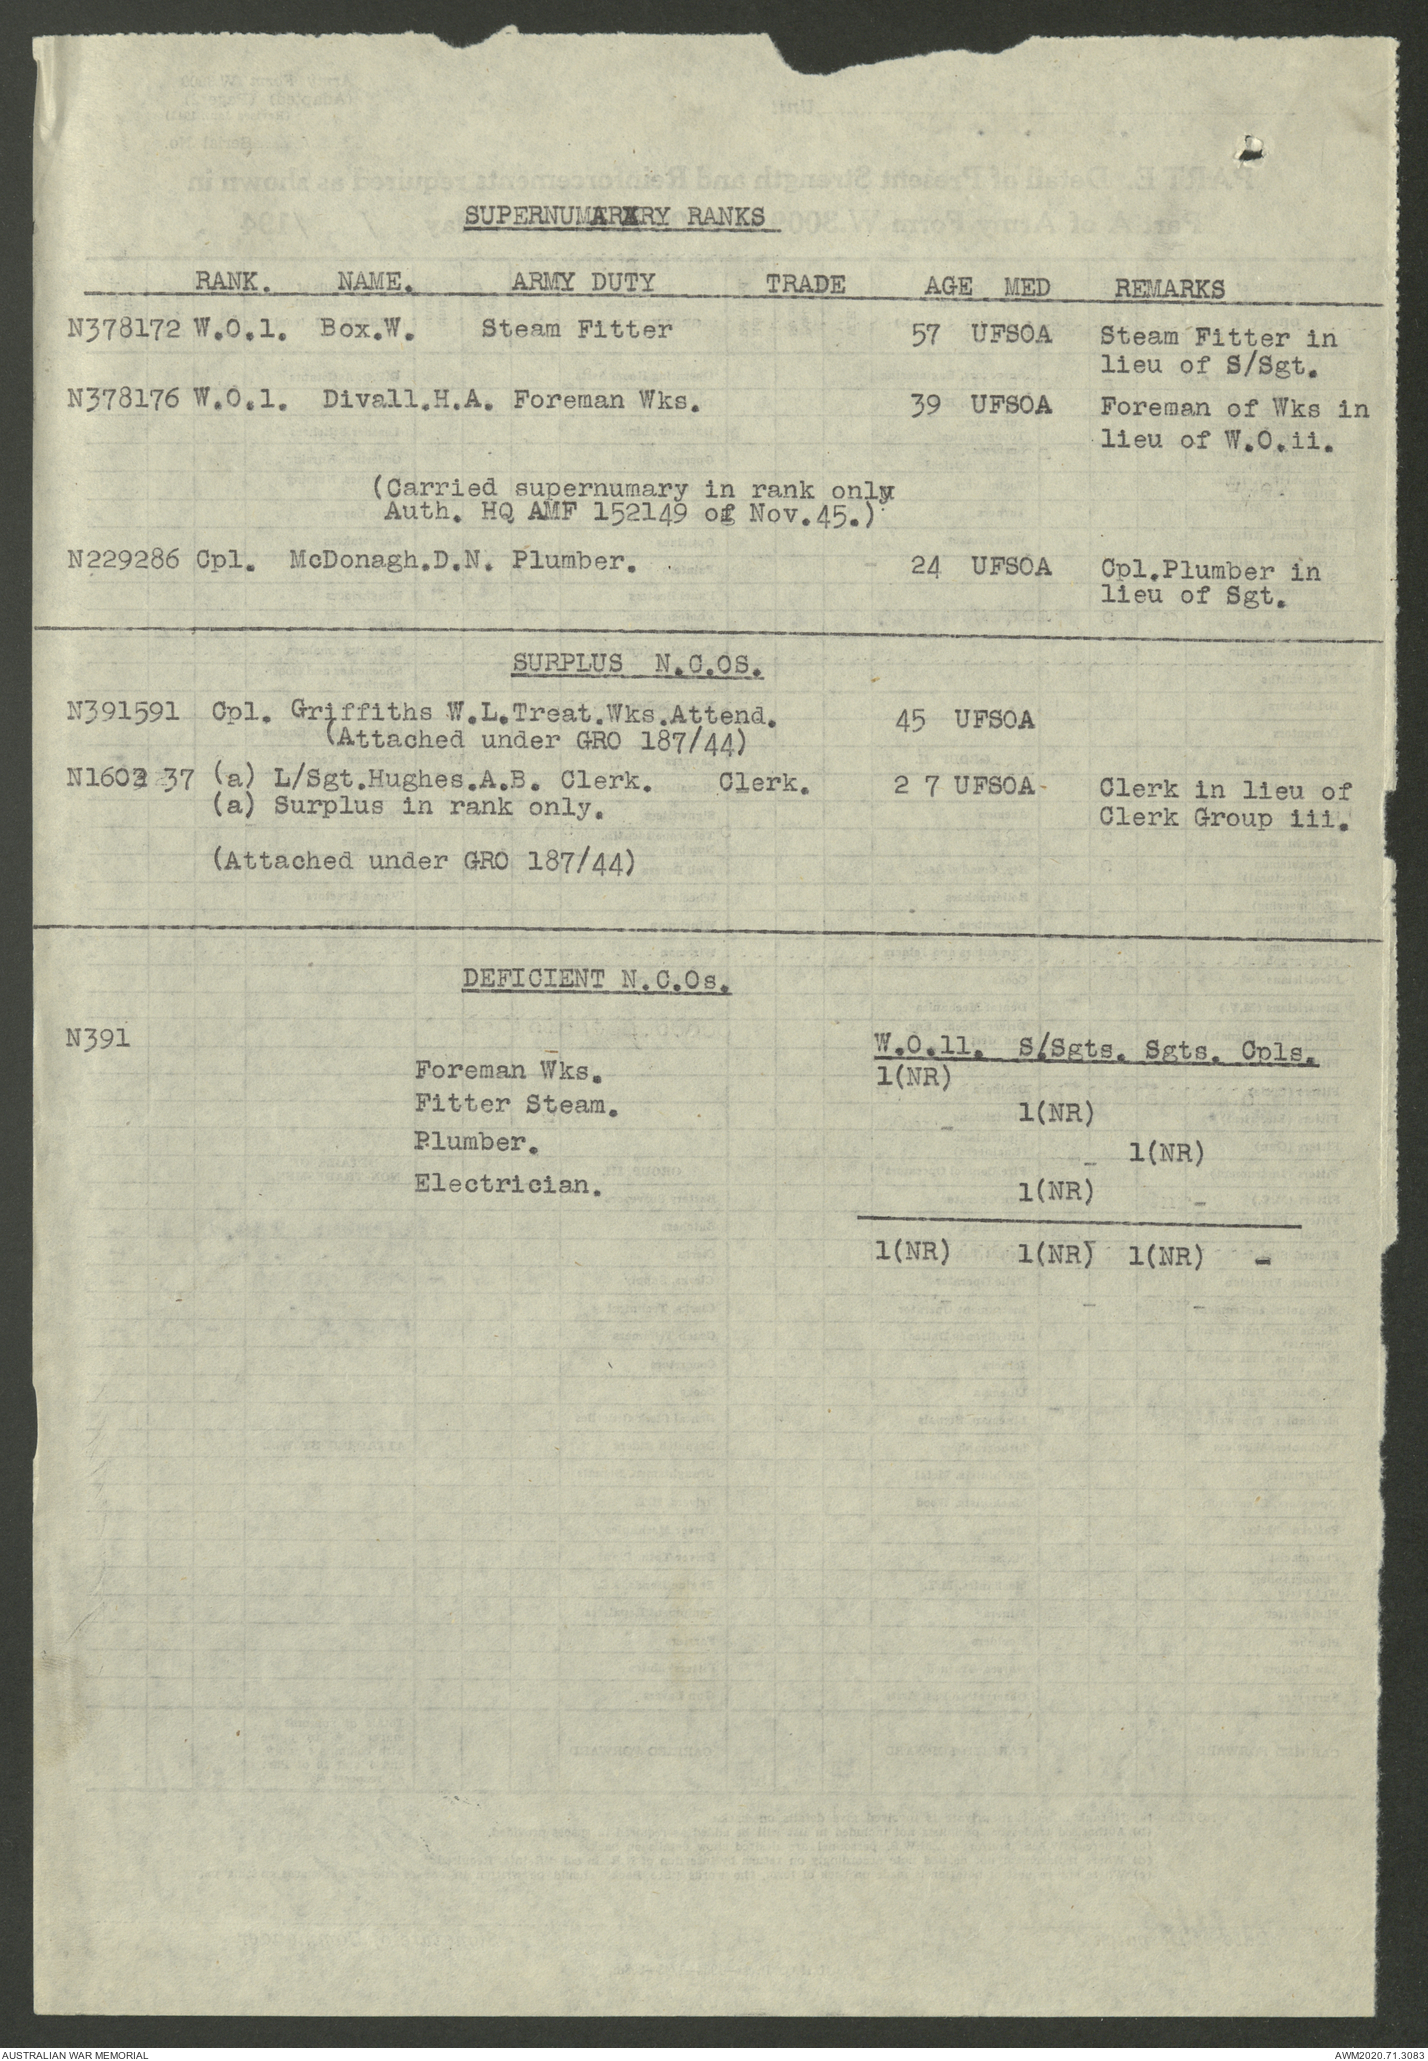 SUPERNUMARARY RANKS
RANK. NAME. ARMY DUTY TRADE AGE MED REMARKS
N378172 W.O.1. Box.W. Steam Fitter 57 UFSOA Steam Fitter in
lieu of S/Sgt.
N378176 W.O.1. Divall.H.A. Foreman Wks. 39 UFSOA Foreman of Wks in
lieu of W.O.ii.
(Carried supernumary in rank only
Auth. HQ AMF 152149 of Nov.45.)
N229286 Cpl. McDonagh.D.N. Plumber. 24 UFSOA Cpl.Plumber in
lieu of Sgt.
SURPLUS N.C.OS.
N391591 Cpl. Griffiths W.L.Treat.Wks.Attend. 45 UFSOA
(Attached under GRO 187/44)
37 (a) L/Sgt.Hughes.A.B. Clerk. Clerk. 2 7 UFSOA Clerk in lieu of
(a) Surplus in rank only. Clerk Group iii.
(Attached under GRO 187/44)
DEFICIENT N.C.Os.
N391
W.O.11. S/Sgts. Sgts. Cpls.
Foreman Wks. 1(NR)
Fitter Steam. 1(NR)
Plumber. 1(NR)
Electrician. 1(NR)
1(NR) 1(NR) 1(NR) -
AUSTRALIAN WAR MEMORIAL
AWM2020.71.3083